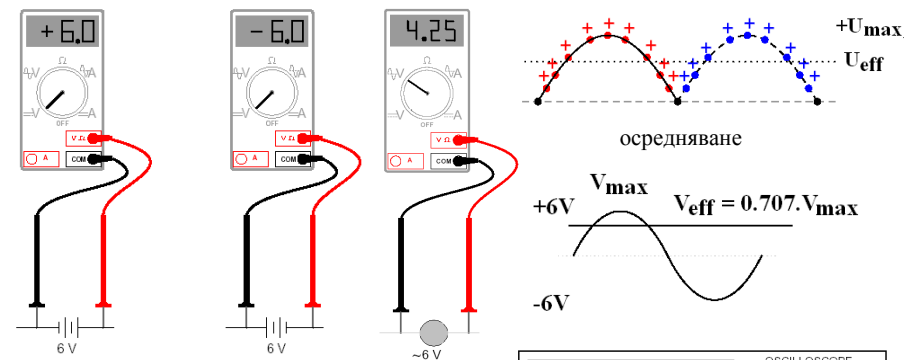 + 6.0
Ω
V
A
V
A
OFF
V Ω
A
COM
6 V
- 6.0
Ω
V
A
V
A
OFF
V Ω
A
COM
6 V
4.25
Ω
V
A
V
A
OFF
V Ω
A
COM
~6 V
+Umax
Ueff
осредняване
Vmax
+6V
Veff = 0.707.Vmax
-6V
OSCILLOSCOPE